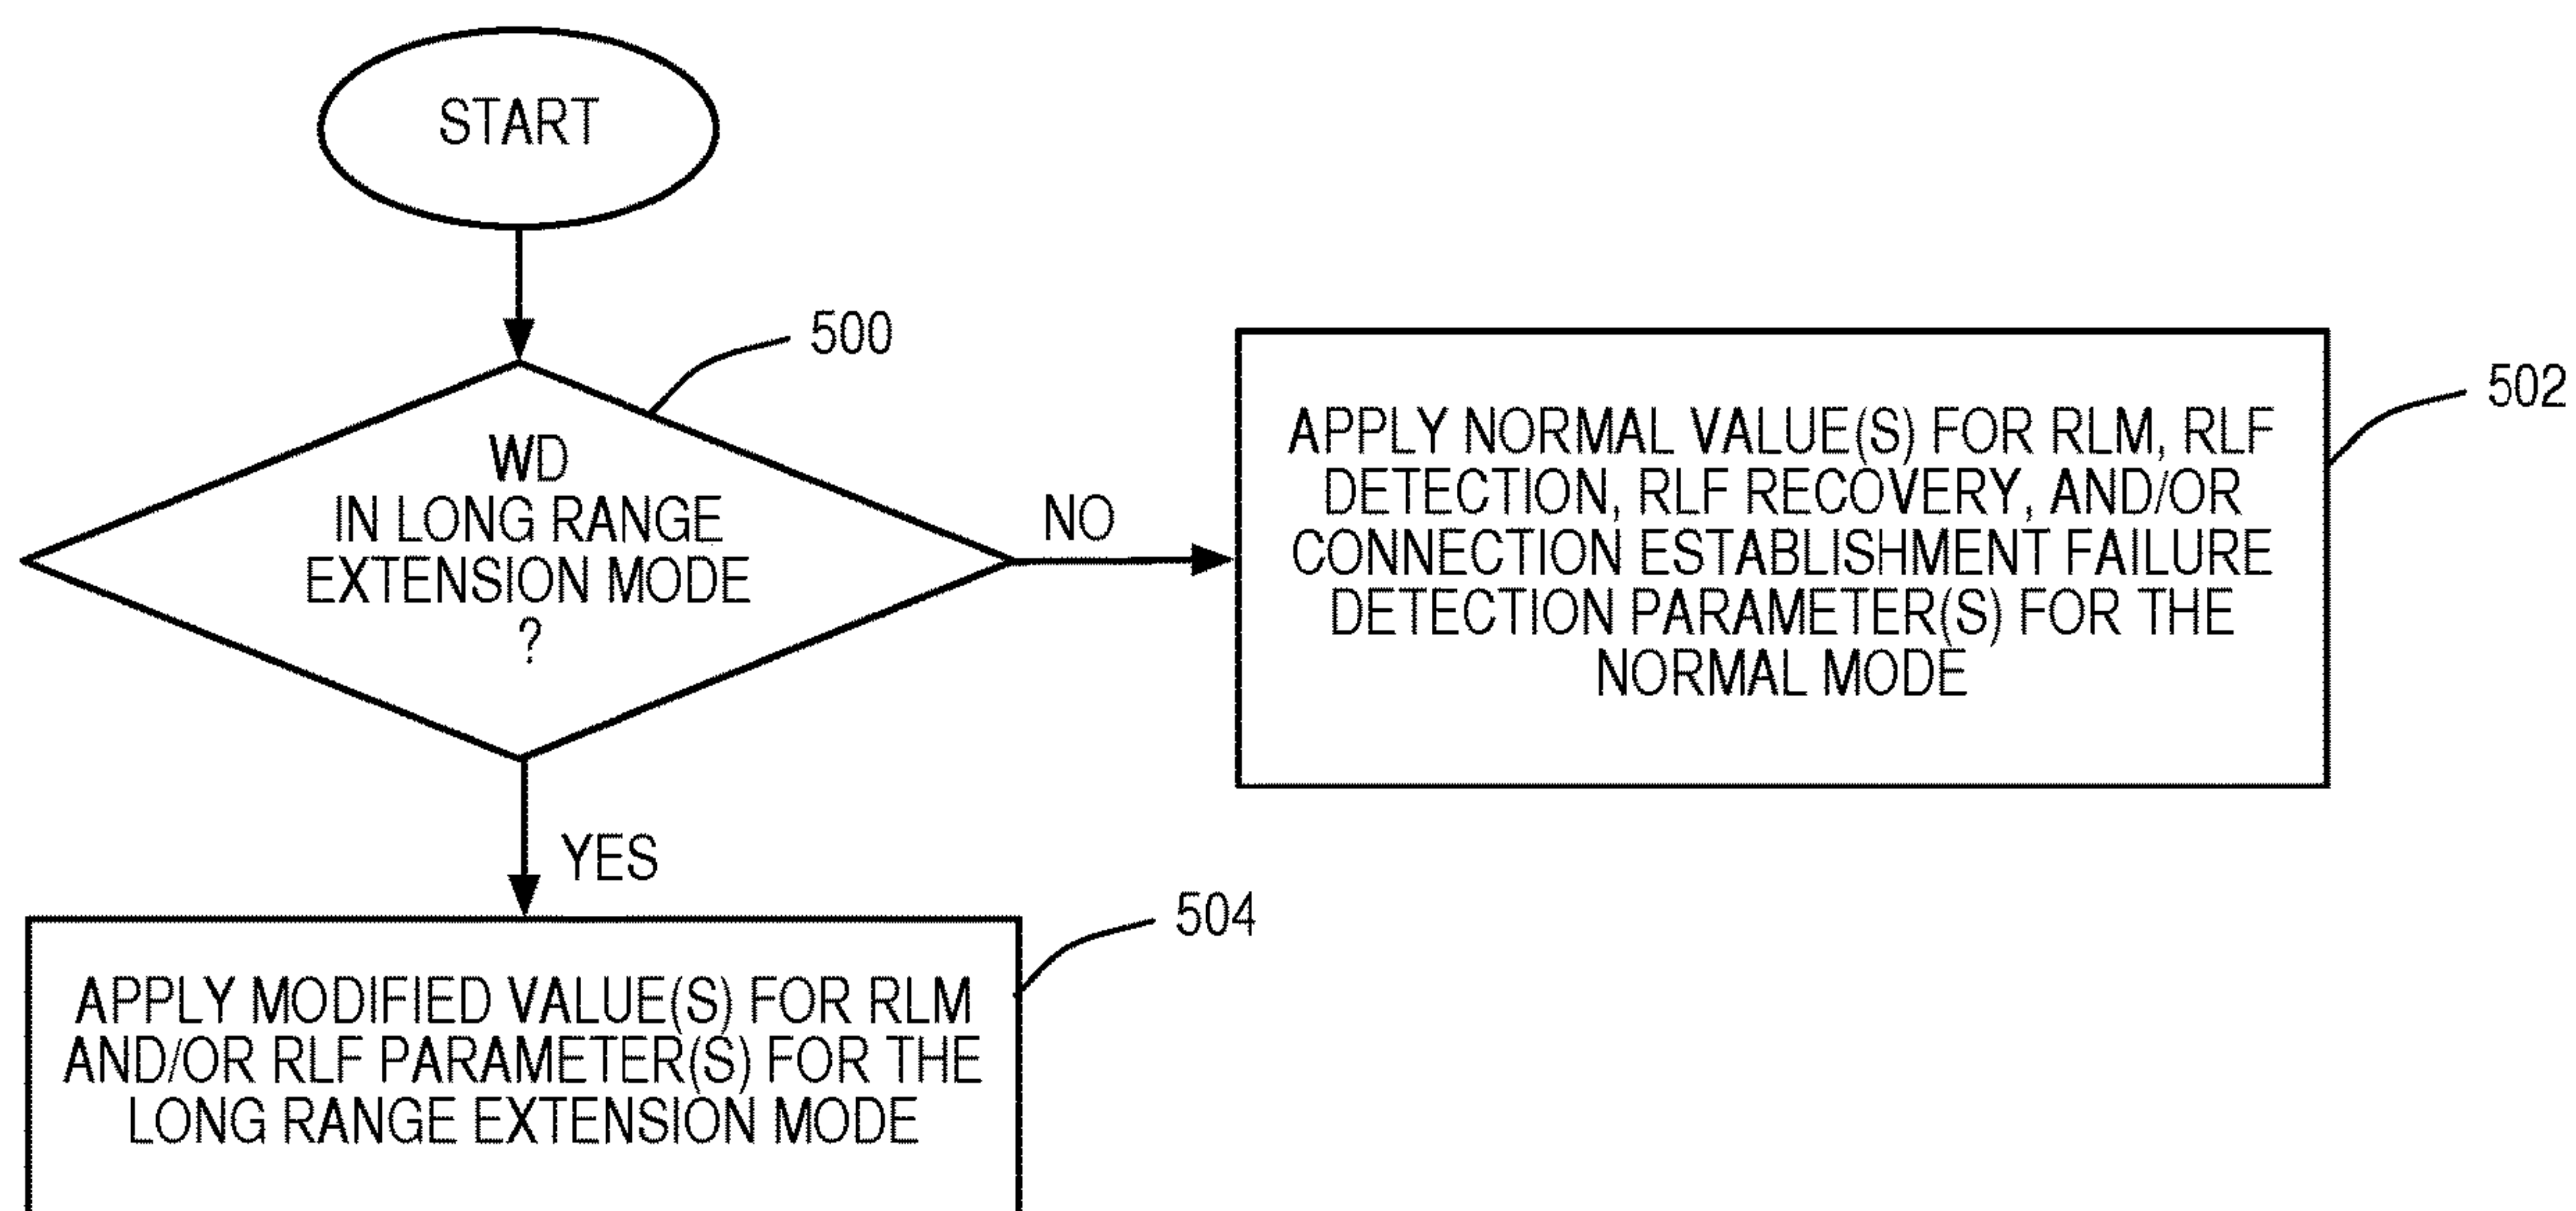 START
500
WD
IN LONG RANGE
EXTENSION MODE
?
NO
502
APPLY NORMAL VALUE(S) FOR RLM, RLF
DETECTION, RLF RECOVERY, AND/OR
CONNECTION ESTABLISHMENT FAILURE
DETECTION PARAMETER(S) FOR THE
NORMAL MODE
YES
504
APPLY MODIFIED VALUE(S) FOR RLM
AND/OR RLF PARAMETER(S) FOR THE
LONG RANGE EXTENSION MODE